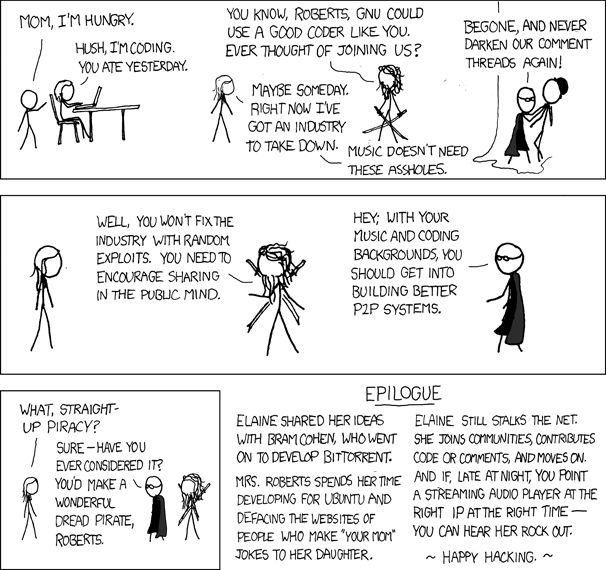 MOM, I'M HUNGRY.
HUSH, I'M CODING.
YOU ATE YESTERDAY.
YOU KNOW, ROBERTS, GNU COULD
USE A GOOD CODER LIKE YOU.
EVER THOUGHT OF JOINING US?
MAYBE SOMEDAY.
RIGHT NOW I'VE
GOT AN INDUSTRY
TO TAKE DOWN.
MUSIC DOESN'T NEED
THESE ASSHOLES.
BEGONE, AND NEVER
DARKEN OUR COMMENT
THREADS AGAIN!
WELL, YOU WON'T FIX THE
INDUSTRY WITH RANDOM
EXPLOITS. YOU NEED TO
ENCOURAGE SHARING
IN THE PUBLIC MIND.
HEY, WITH YOUR
MUSIC AND CODING
BACKGROUNDS, YOU
SHOULD GET INTO
BUILDING BETTER
P2P SYSTEMS.
WHAT, STRAIGHT-
UP PIRACY?
SURE—HAVE YOU
EVER CONSIDERED IT?
YOU'D MAKE A
WONDERFUL
DREAD PIRATE,
ROBERTS.
EPILOGUE
ELAINE SHARED HER IDEAS
WITH BRAM COHEN, WHO WENT
ON TO DEVELOP BITTORRENT.
MRS. ROBERTS SPENDS HER TIME
DEVELOPING FOR UBUNTU AND
DEFACING THE WEBSITES OF
PEOPLE WHO MAKE "YOUR MOM"
JOKES TO HER DAUGHTER.
ELAINE STILL STALKS THE NET.
SHE JOINS COMMUNITIES, CONTRIBUTES
CODE OR COMMENTS, AND MOVES ON.
AND IF, LATE AT NIGHT, YOU POINT
A STREAMING AUDIO PLAYER AT THE
RIGHT IP AT THE RIGHT TIME—
YOU CAN HEAR HER ROCK OUT.
~ HAPPY HACKING. ~